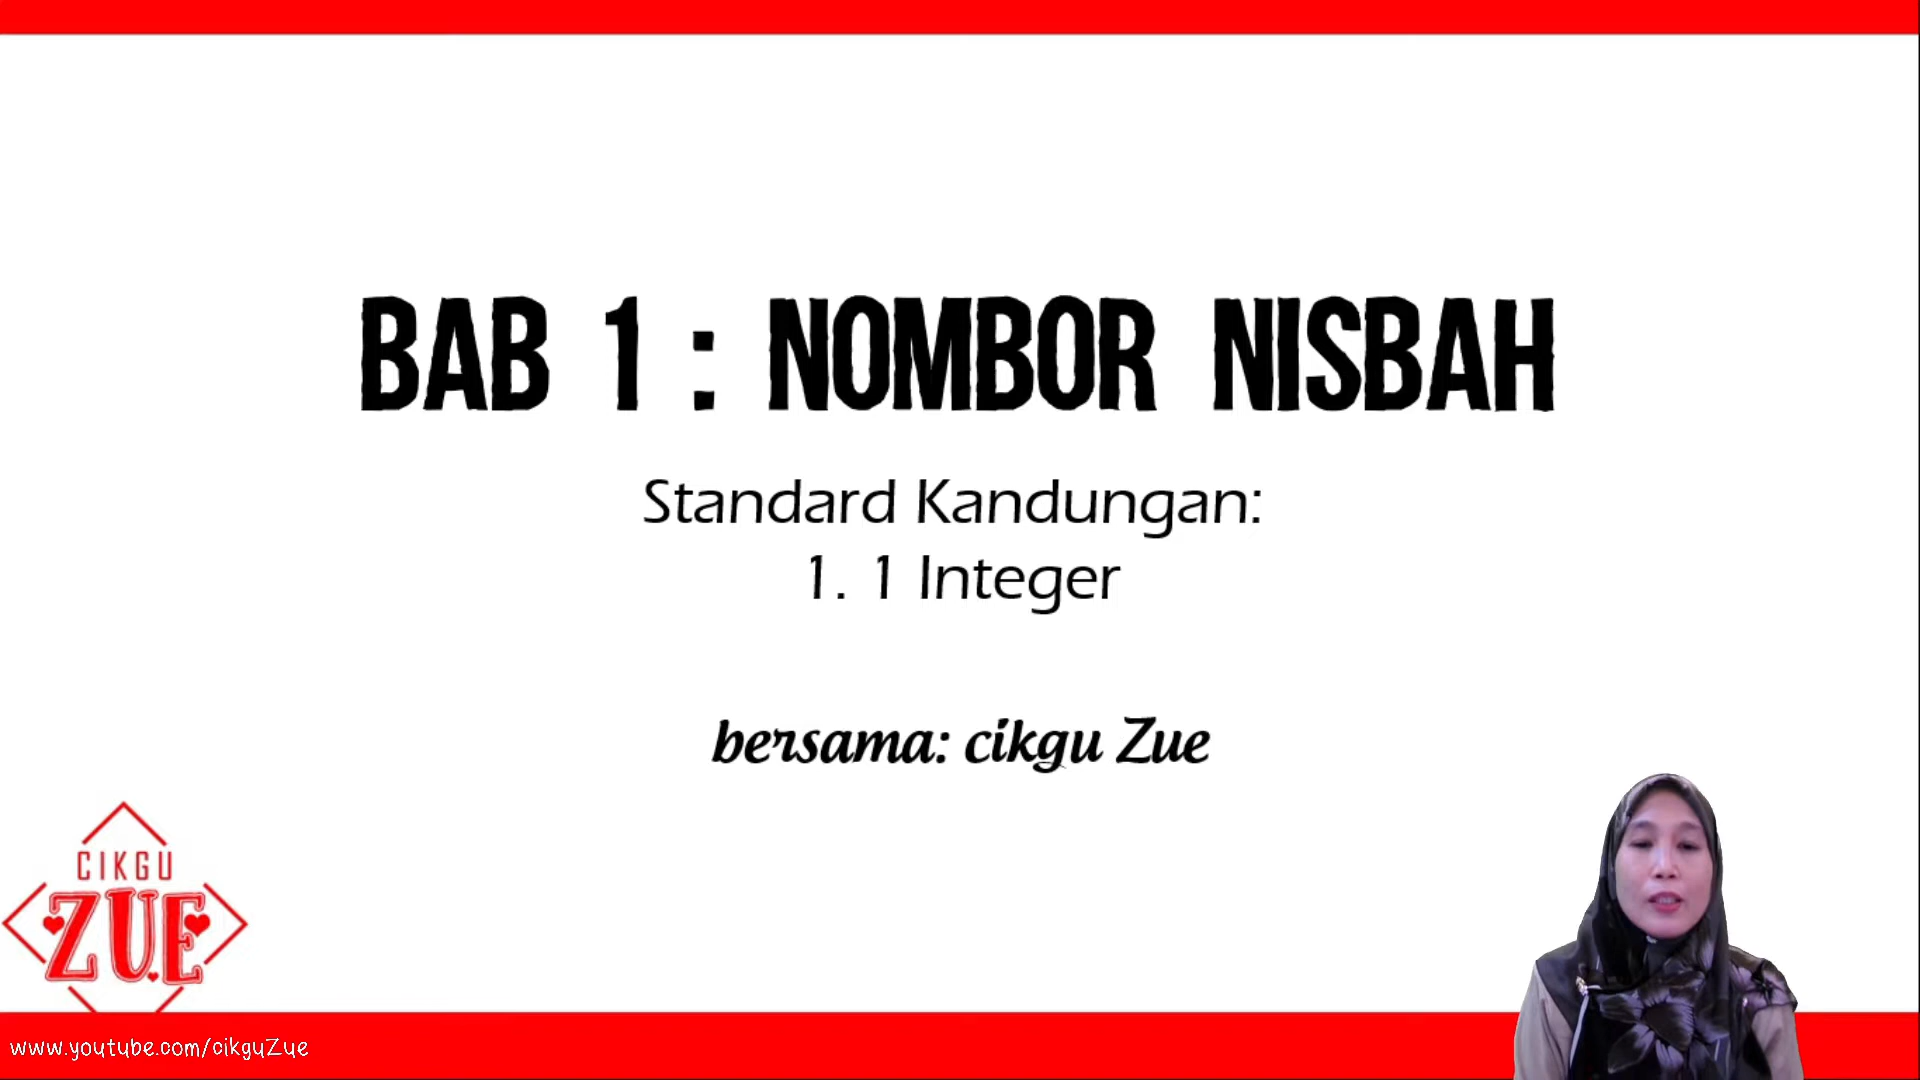 BAB 1 : NOMBOR NISBAH
Standard Kandungan:
1. 1 Integer
bersama: cikgu Zue
CIKGU
ZUE
www.youtube.com/cikguZue